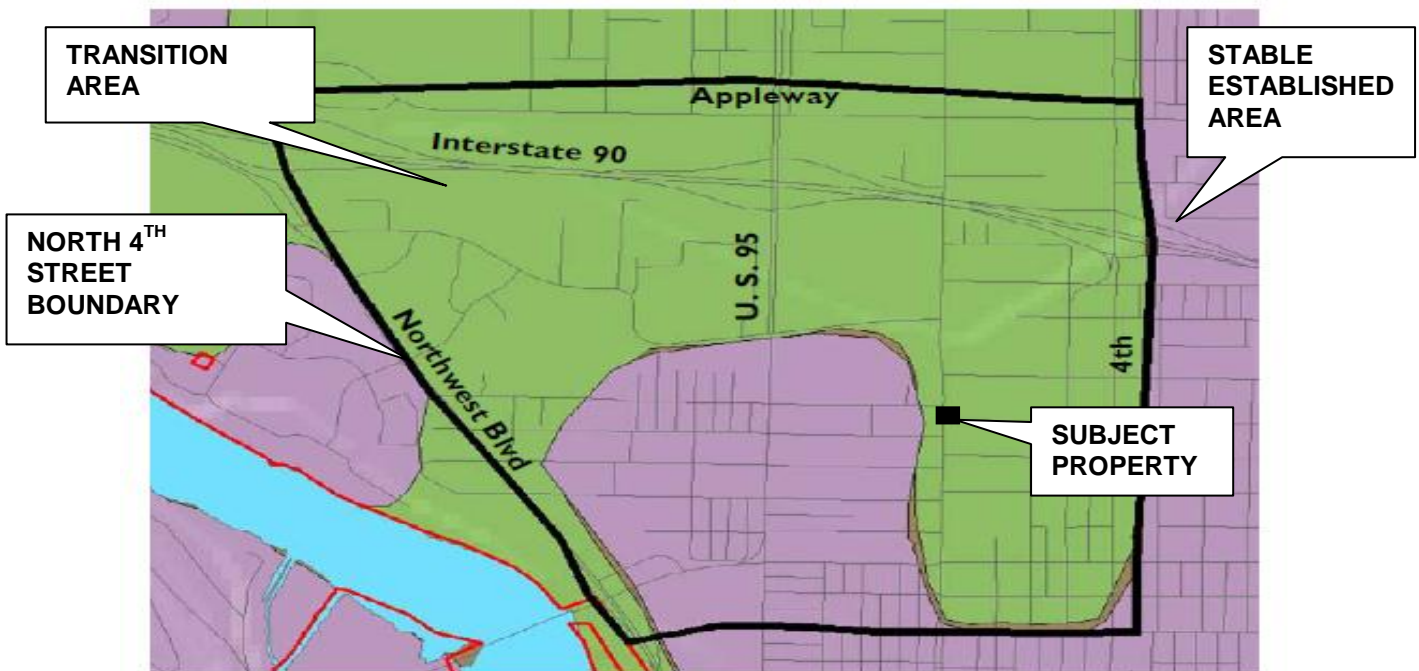 TRANSITION
AREA
STABLE
ESTABLISHED
AREA
Appleway
Interstate 90
NORTH 4TH
STREET
BOUNDARY
U. S. 95
Northwest Blvd
4th
SUBJECT
PROPERTY